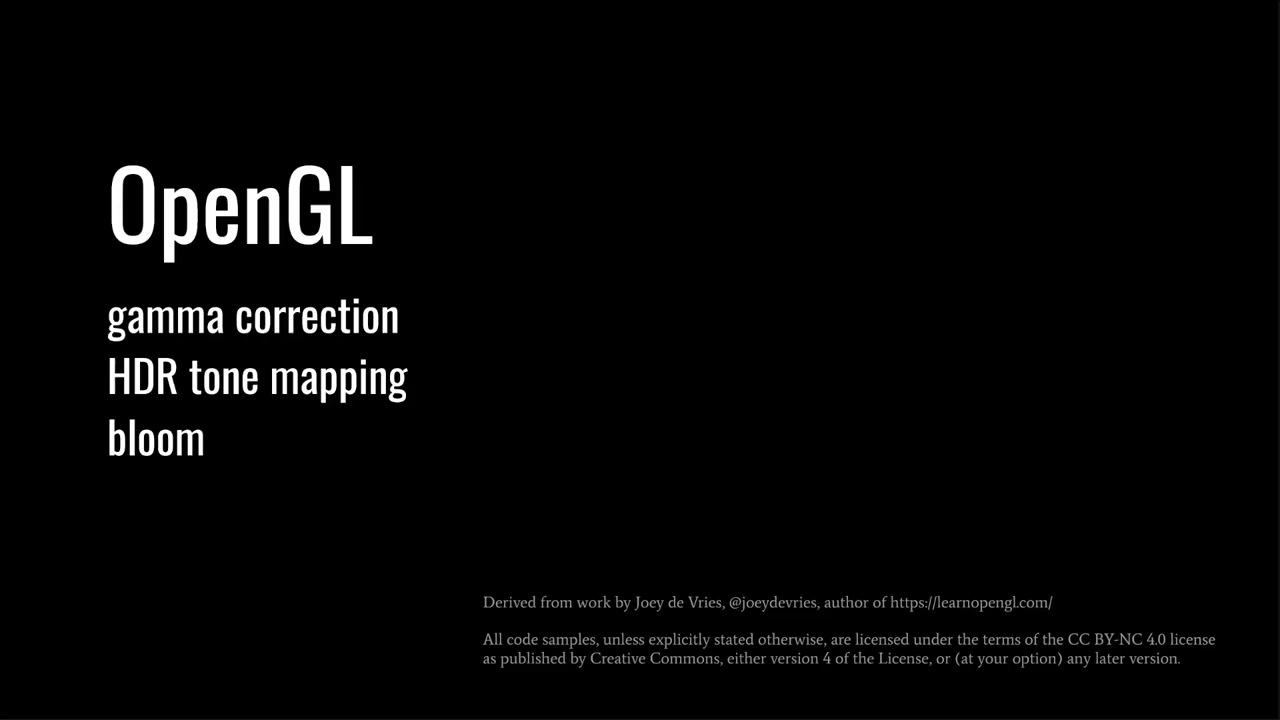 OpenGL
gamma correction
HDR tone mapping
bloom
Derived from work by Joey de Vries, @joeydevries, author of https://learnopengl.com/
All code samples, unless explicitly stated otherwise, are licensed under the terms of the CC BY-NC 4.0 license
as published by Creative Commons, either version 4 of the License, or (at your option) any later version.